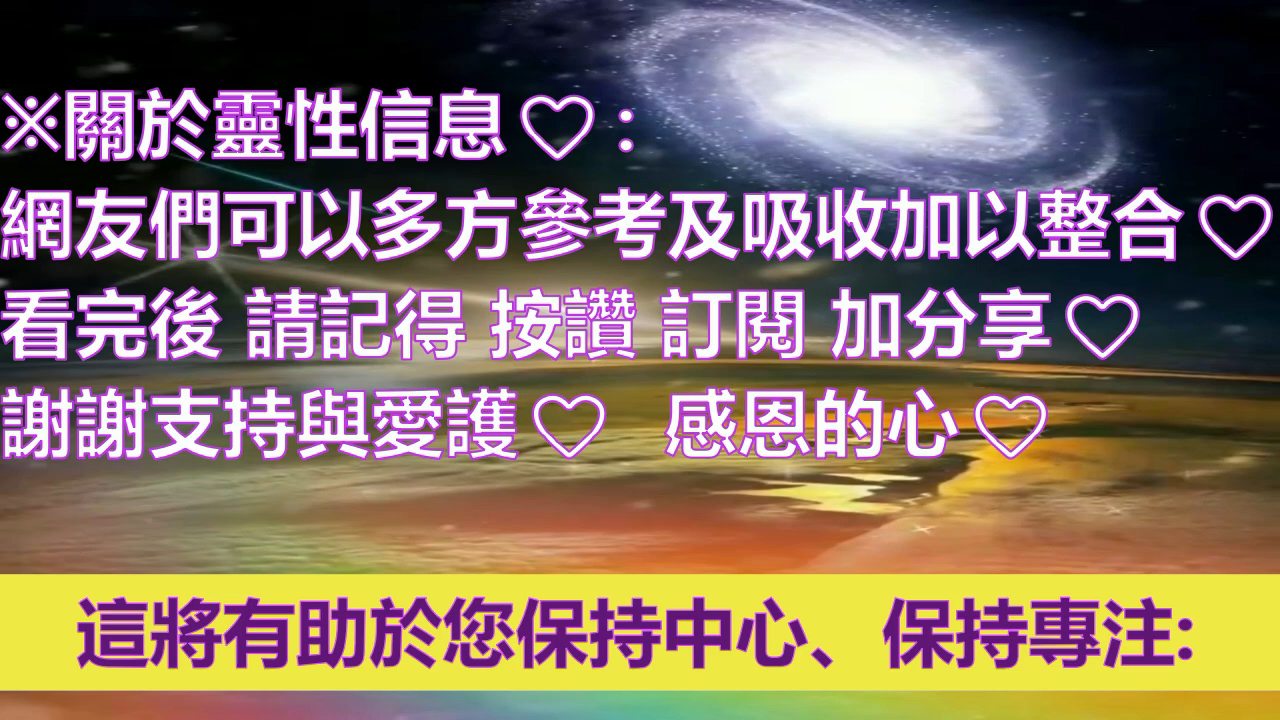 ※關於靈性信息♡：
網友們可以多方參考及吸收加以整合♡
看完後 請記得 按讚 訂閱 加分享♡
謝謝支持與愛護♡ 感恩的心♡
這將有助於您保持中心、保持專注: